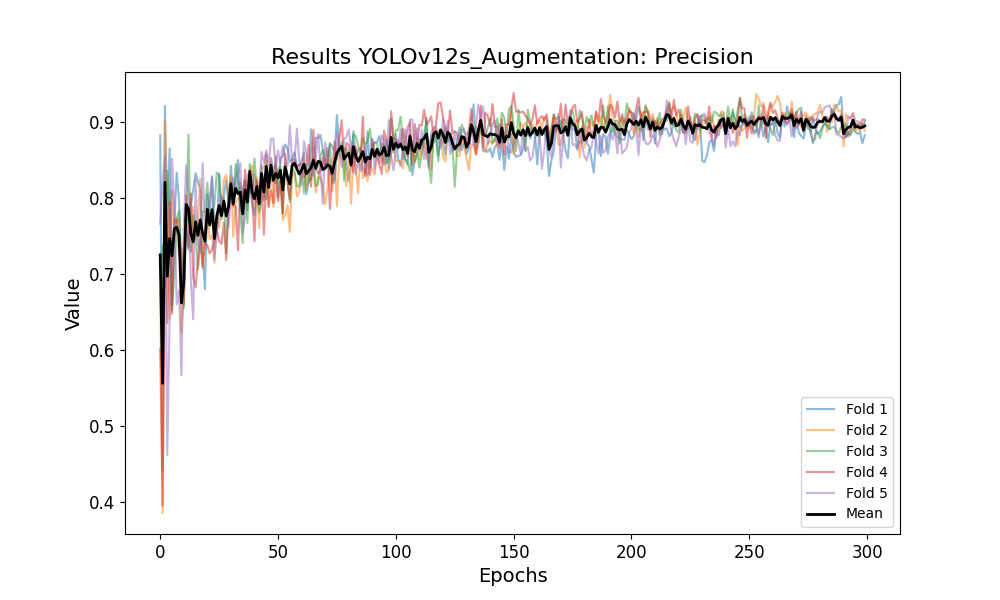 Results YOLOv12s_Augmentation: Precision
Value
0.9
0.8
0.7
0.6
0.5
0.4
0
50
100
150
200
250
300
Epochs
Fold 1
Fold 2
Fold 3
Fold 4
Fold 5
Mean